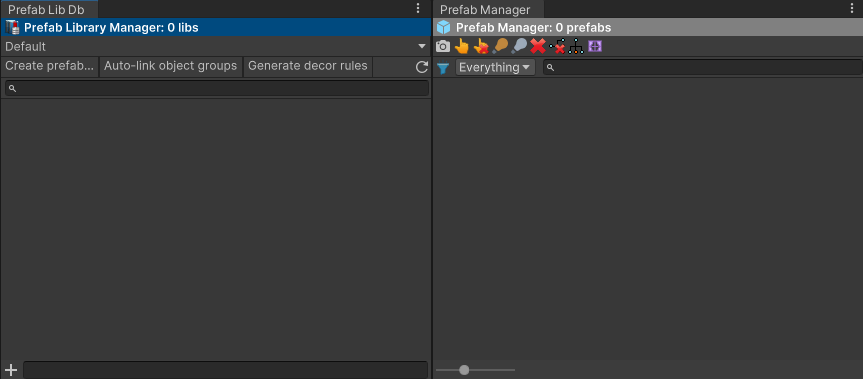 Prefab Lib Db
Prefab Library Manager: 0 libs
Default
Create prefab... Auto-link object groups Generate decor rules
Prefab Manager
Prefab Manager: 0 prefabs
Everything